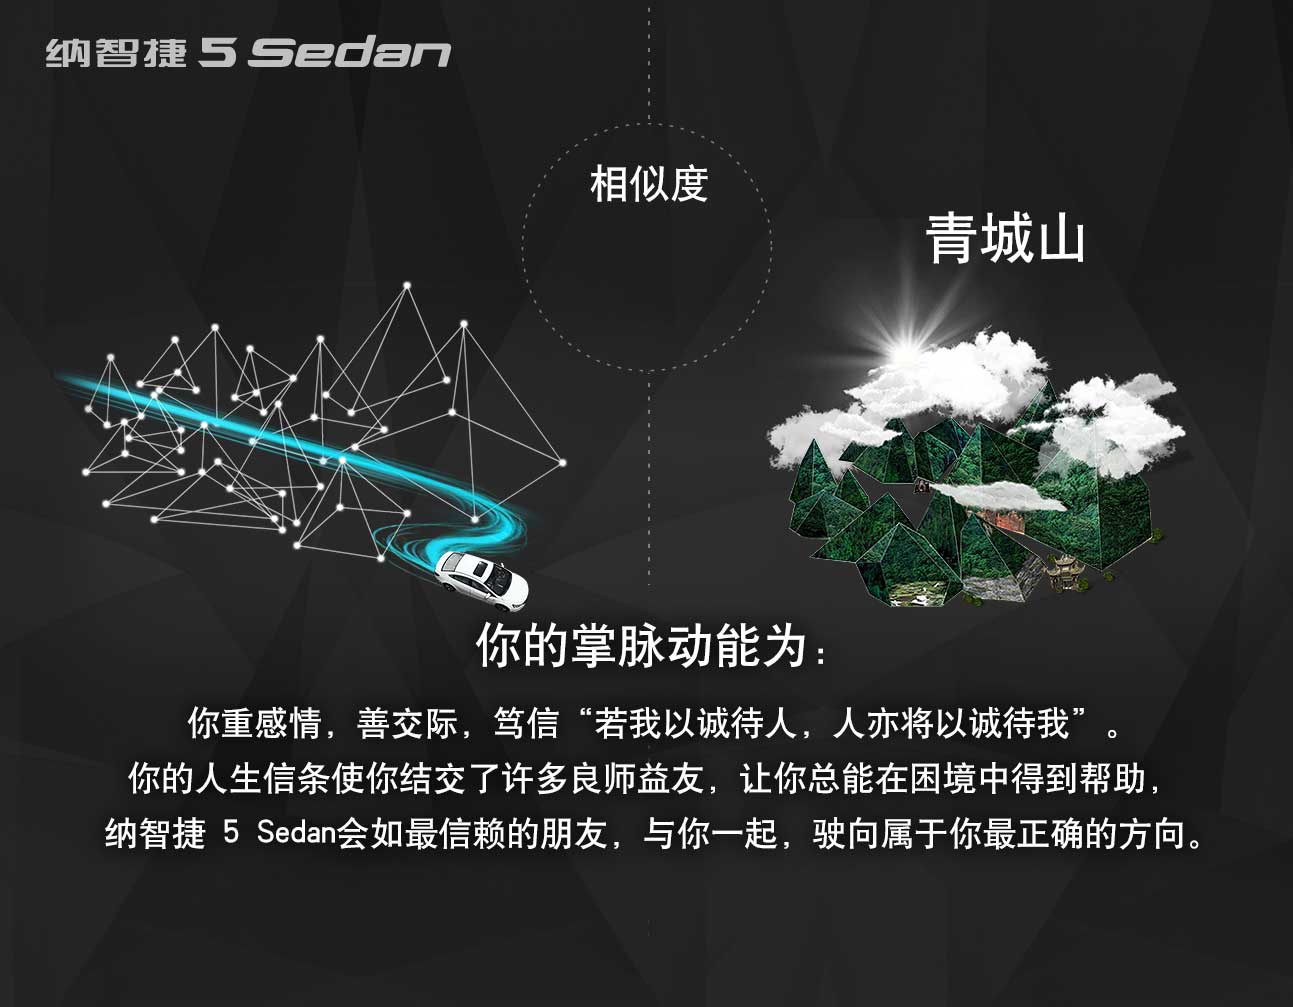 纳智捷 5 Sedan
相似度
青城山
你的掌脉动能为：
你重感情，善交际，笃信“若我以诚待人，人亦将以诚待我”。
你的人生信条使你结交了许多良师益友，让你总能在困境中得到帮助，
纳智捷 5 Sedan会如最信赖的朋友，与你一起，驶向属于你最正确的方向。